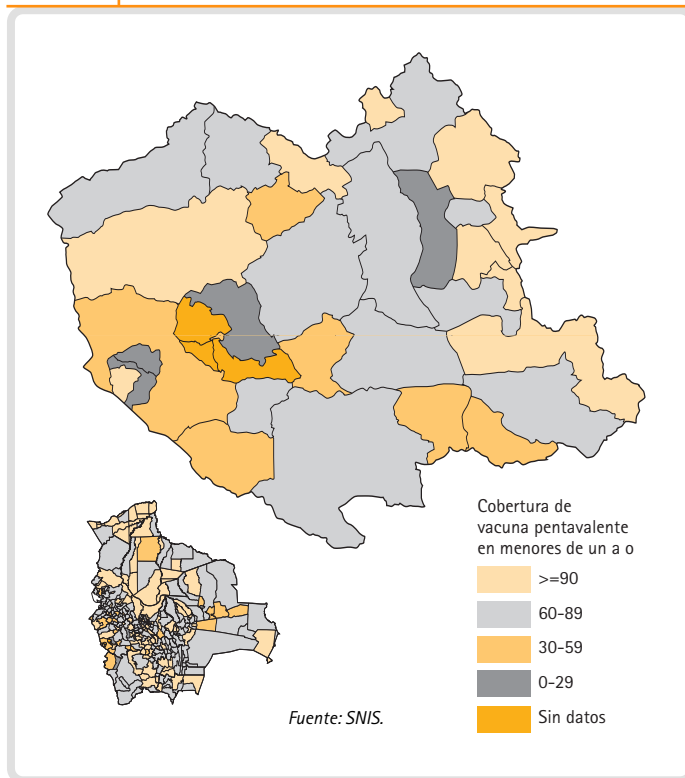 Cobertura de
vacuna pentavalente
en menores de un a o
>=90
60-89
30-59
0-29
Sin datos
Fuente: SNIS.